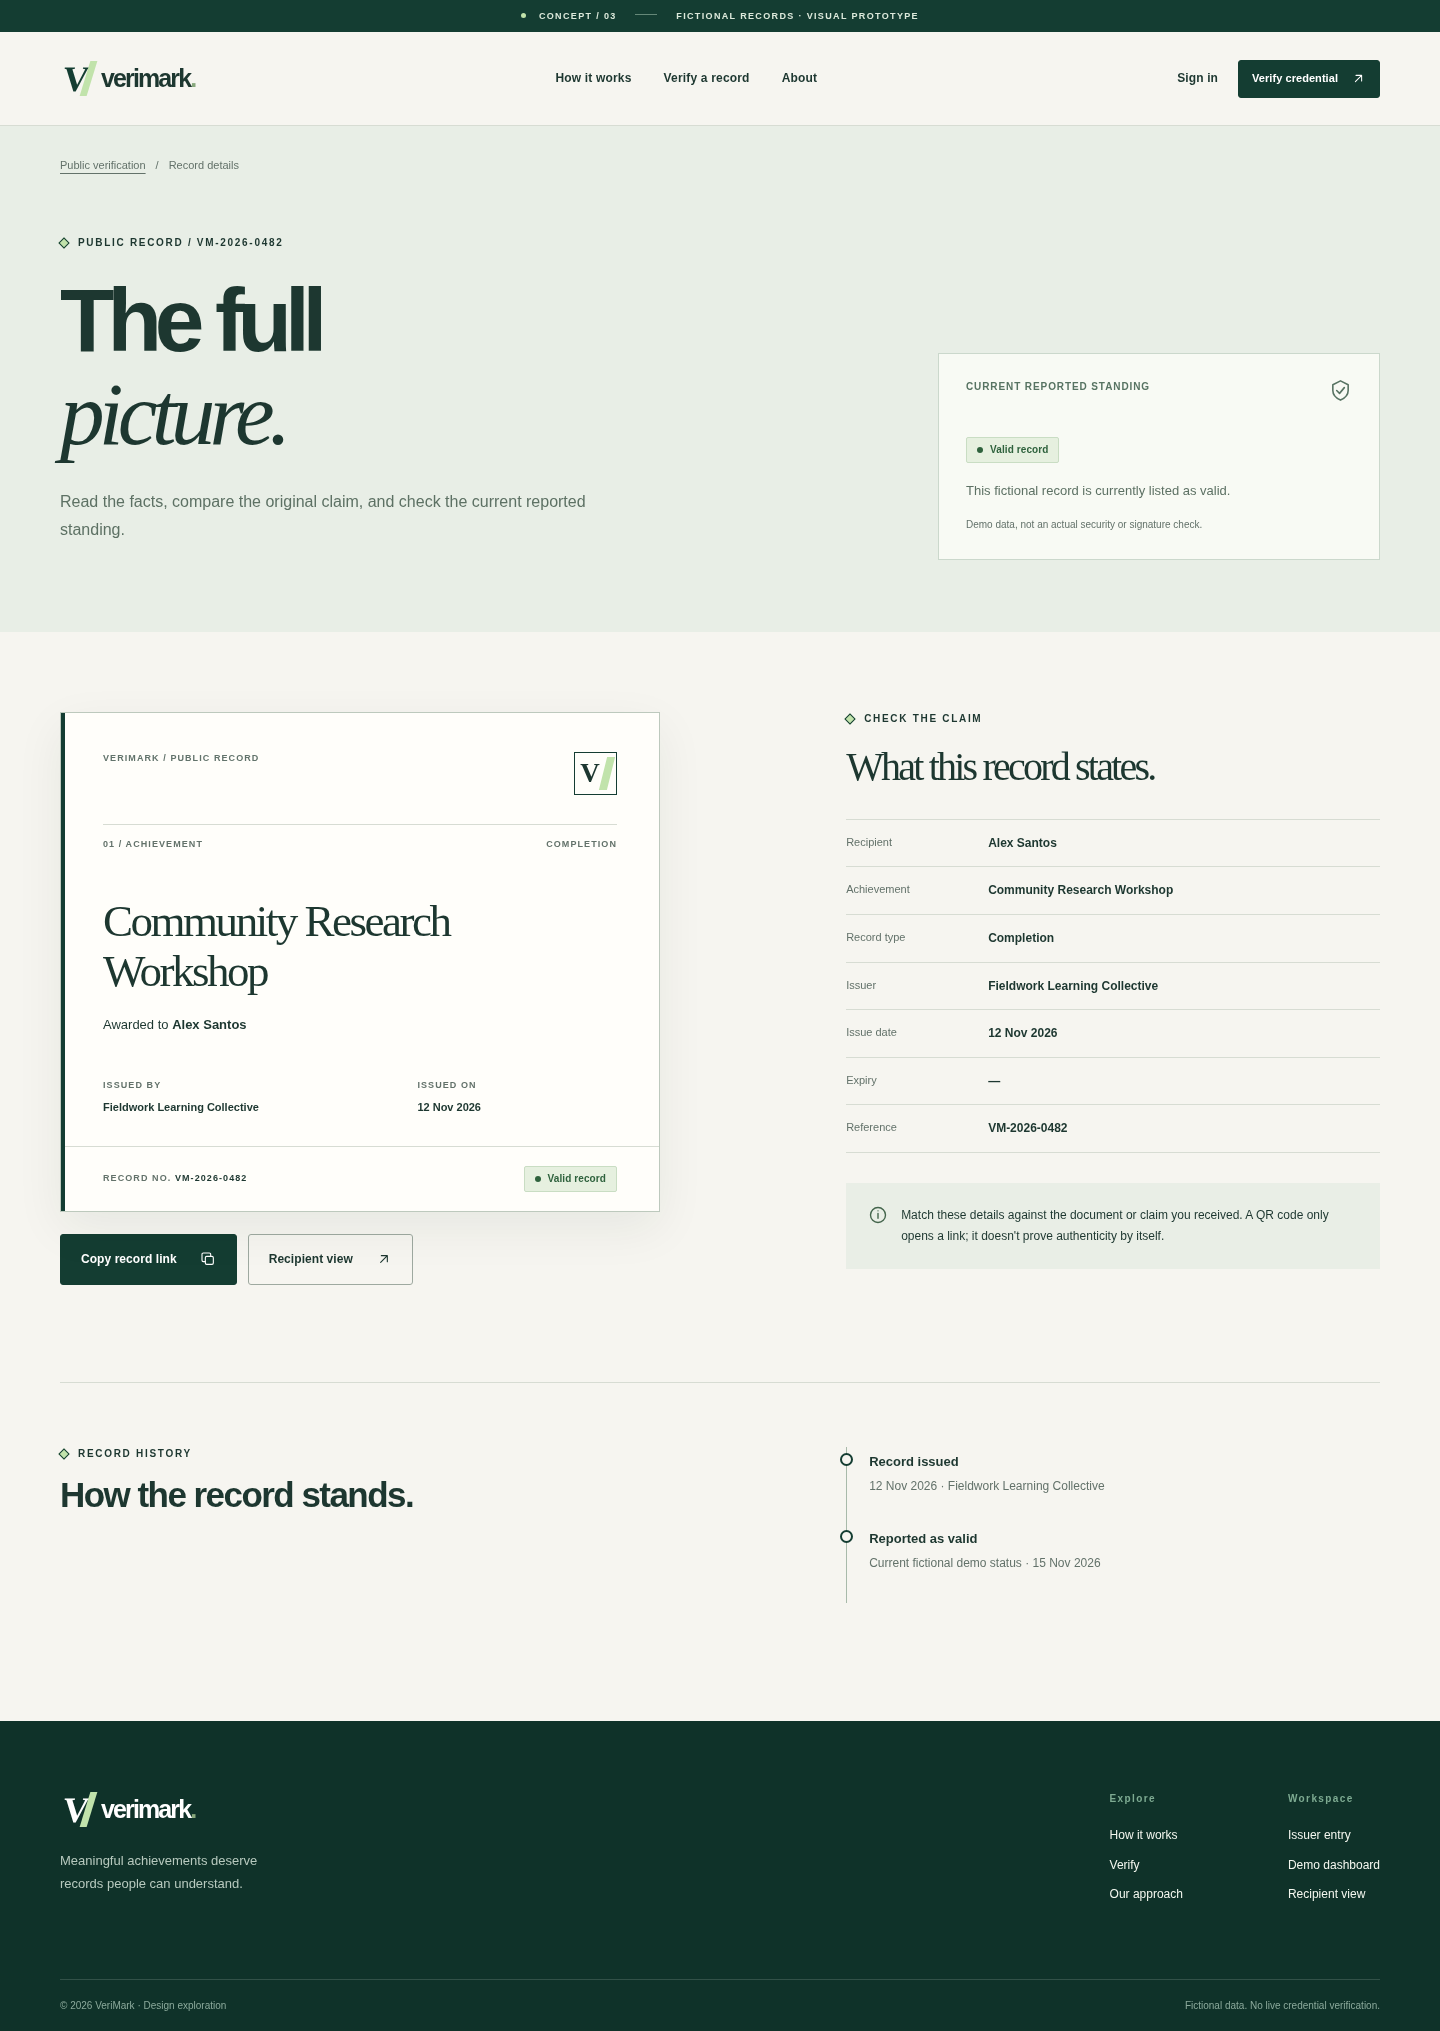 CONCEPT / 03 FICTIONAL RECORDS · VISUAL PROTOTYPE
V verimark.
How it works Verify a record About
Sign in Verify credential
Public verification / Record details
PUBLIC RECORD / VM-2026-0482
The full
picture.
Read the facts, compare the original claim, and check the current reported
standing.
CURRENT REPORTED STANDING
Valid record
This fictional record is currently listed as valid.
Demo data, not an actual security or signature check.
VERIMARK / PUBLIC RECORD
V
01 / ACHIEVEMENT COMPLETION
Community Research
Workshop
Awarded to Alex Santos
ISSUED BY ISSUED ON
Fieldwork Learning Collective 12 Nov 2026
RECORD NO. VM-2026-0482 Valid record
Copy record link Recipient view
CHECK THE CLAIM
What this record states.
Recipient Alex Santos
Achievement Community Research Workshop
Record type Completion
Issuer Fieldwork Learning Collective
Issue date 12 Nov 2026
Expiry —
Reference VM-2026-0482
Match these details against the document or claim you received. A QR code only
opens a link; it doesn't prove authenticity by itself.
RECORD HISTORY
How the record stands.
Record issued
12 Nov 2026 · Fieldwork Learning Collective
Reported as valid
Current fictional demo status · 15 Nov 2026
V verimark.
Meaningful achievements deserve
records people can understand.
Explore
How it works
Verify
Our approach
Workspace
Issuer entry
Demo dashboard
Recipient view
© 2026 VeriMark · Design exploration
Fictional data. No live credential verification.